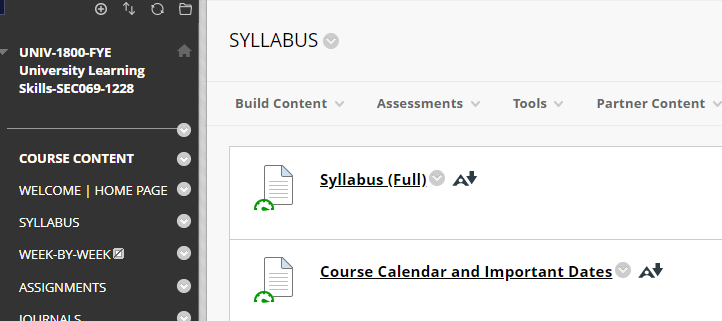 UNIV-1800-FYE
University Learning
Skills-SEC069-1228
COURSE CONTENT
WELCOME | HOME PAGE
SYLLABUS
WEEK-BY-WEEK
ASSIGNMENTS
JOURNALS
SYLLABUS
Build Content
Assessments
Tools
Partner Content
Syllabus (Full)
Course Calendar and Important Dates